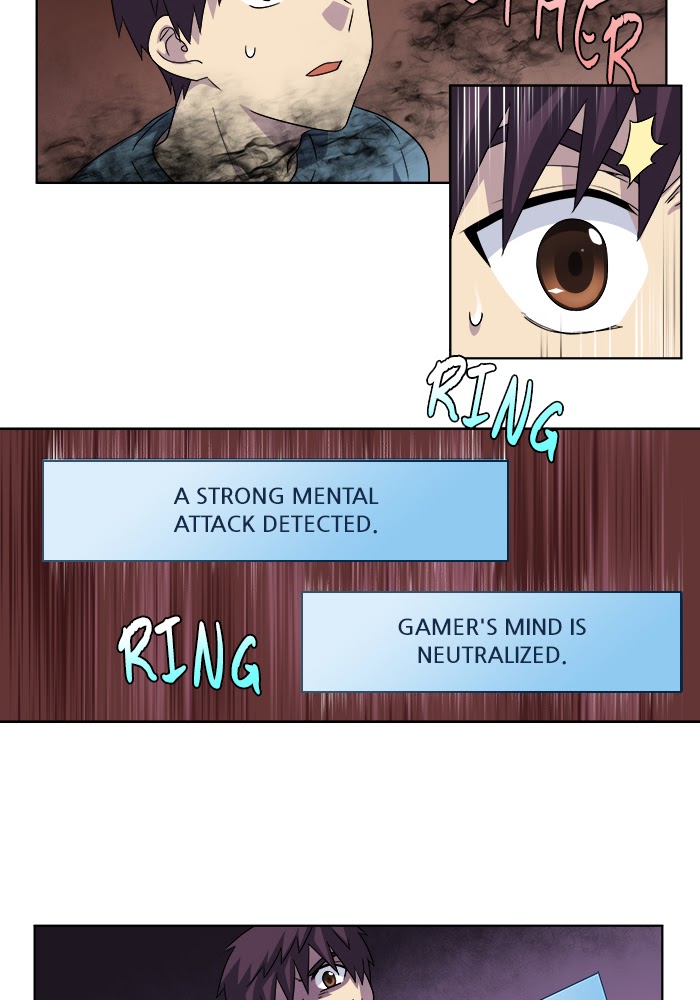 RING
A STRONG MENTAL
ATTACK DETECTED.
GAMER'S MIND IS
NEUTRALIZED.
RING